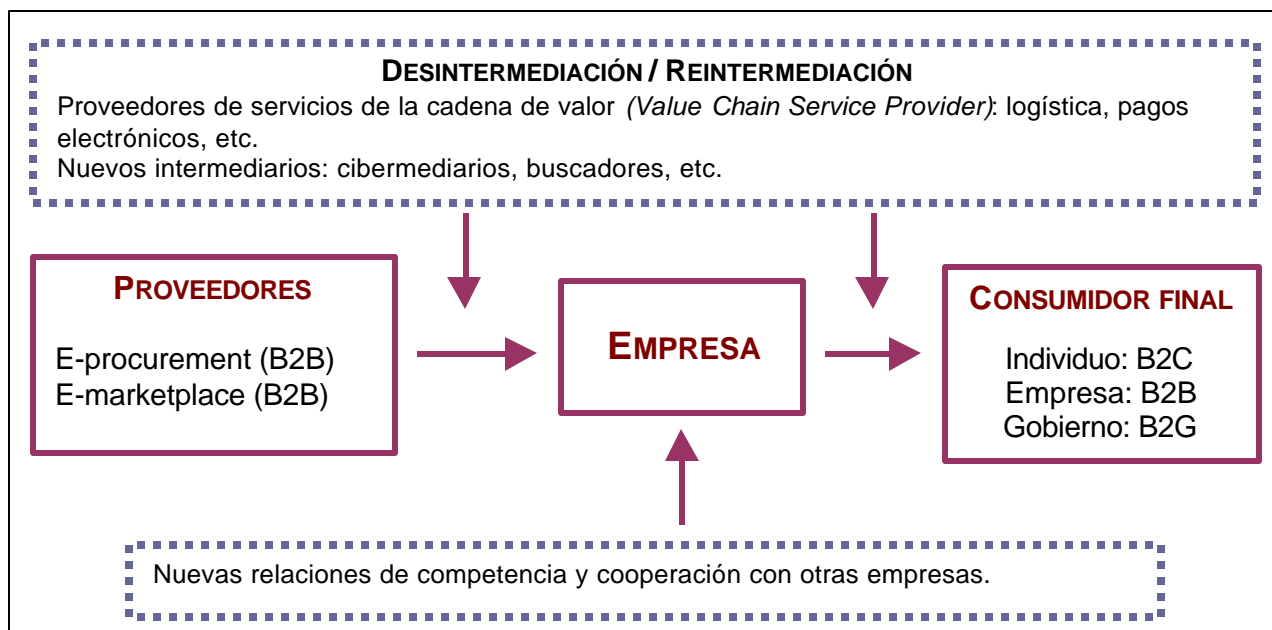 DESINTERMEDIACIÓN / REINTERMEDIACIÓN
Proveedores de servicios de la cadena de valor (Value Chain Service Provider): logística, pagos
electrónicos, etc.
Nuevos intermediarios: cibermediarios, buscadores, etc.
PROVEEDORES
E-procurement (B2B)
E-marketplace (B2B)
EMPRESA
CONSUMIDOR FINAL
Individuo: B2C
Empresa: B2B
Gobierno: B2G
Nuevas relaciones de competencia y cooperación con otras empresas.